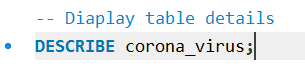 -- Diaplay table details
DESCRIBE corona_virus;